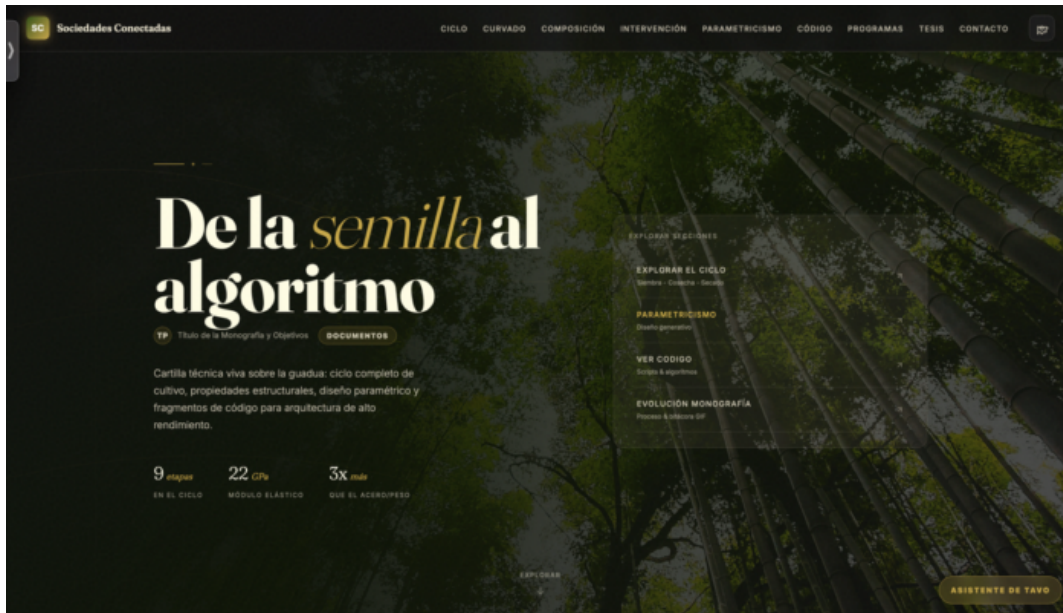 SC Sociedades Conectadas
CICLO CURVADO COMPOSICIÓN INTERVENCIÓN PARAMETRICISMO CÓDIGO PROGRAMAS TESIS CONTACTO
De la semilla al
algoritmo
TP Título de la Monografía y Objetivos DOCUMENTOS
Cartilla técnica viva sobre la guadua: ciclo completo de
cultivo, propiedades estructurales, diseño paramétrico y
fragmentos de código para arquitectura de alto
rendimiento.
9 etapas 22 GPa 3x más
EN EL CICLO MÓDULO ELÁSTICO QUE EL ACERO/PESO
EXPLORAR SECCIONES
EXPLORAR EL CICLO
Siembra - Cosecha - Secado
PARAMETRICISMO
Diseño generativo
VER CODIGO
Scripts & algoritmos
EVOLUCIÓN MONOGRAFÍA
Proceso & bitácora GIF
EXPLORAR
ASISTENTE DE TAVO